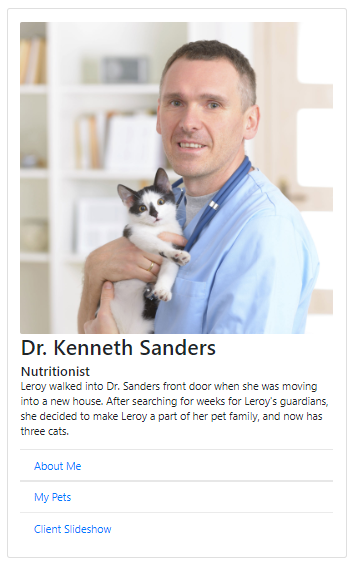 Dr. Kenneth Sanders
Nutritionist
Leroy walked into Dr. Sanders front door when she was moving
into a new house. After searching for weeks for Leroy's guardians,
she decided to make Leroy a part of her pet family, and now has
three cats.
About Me
My Pets
Client Slideshow